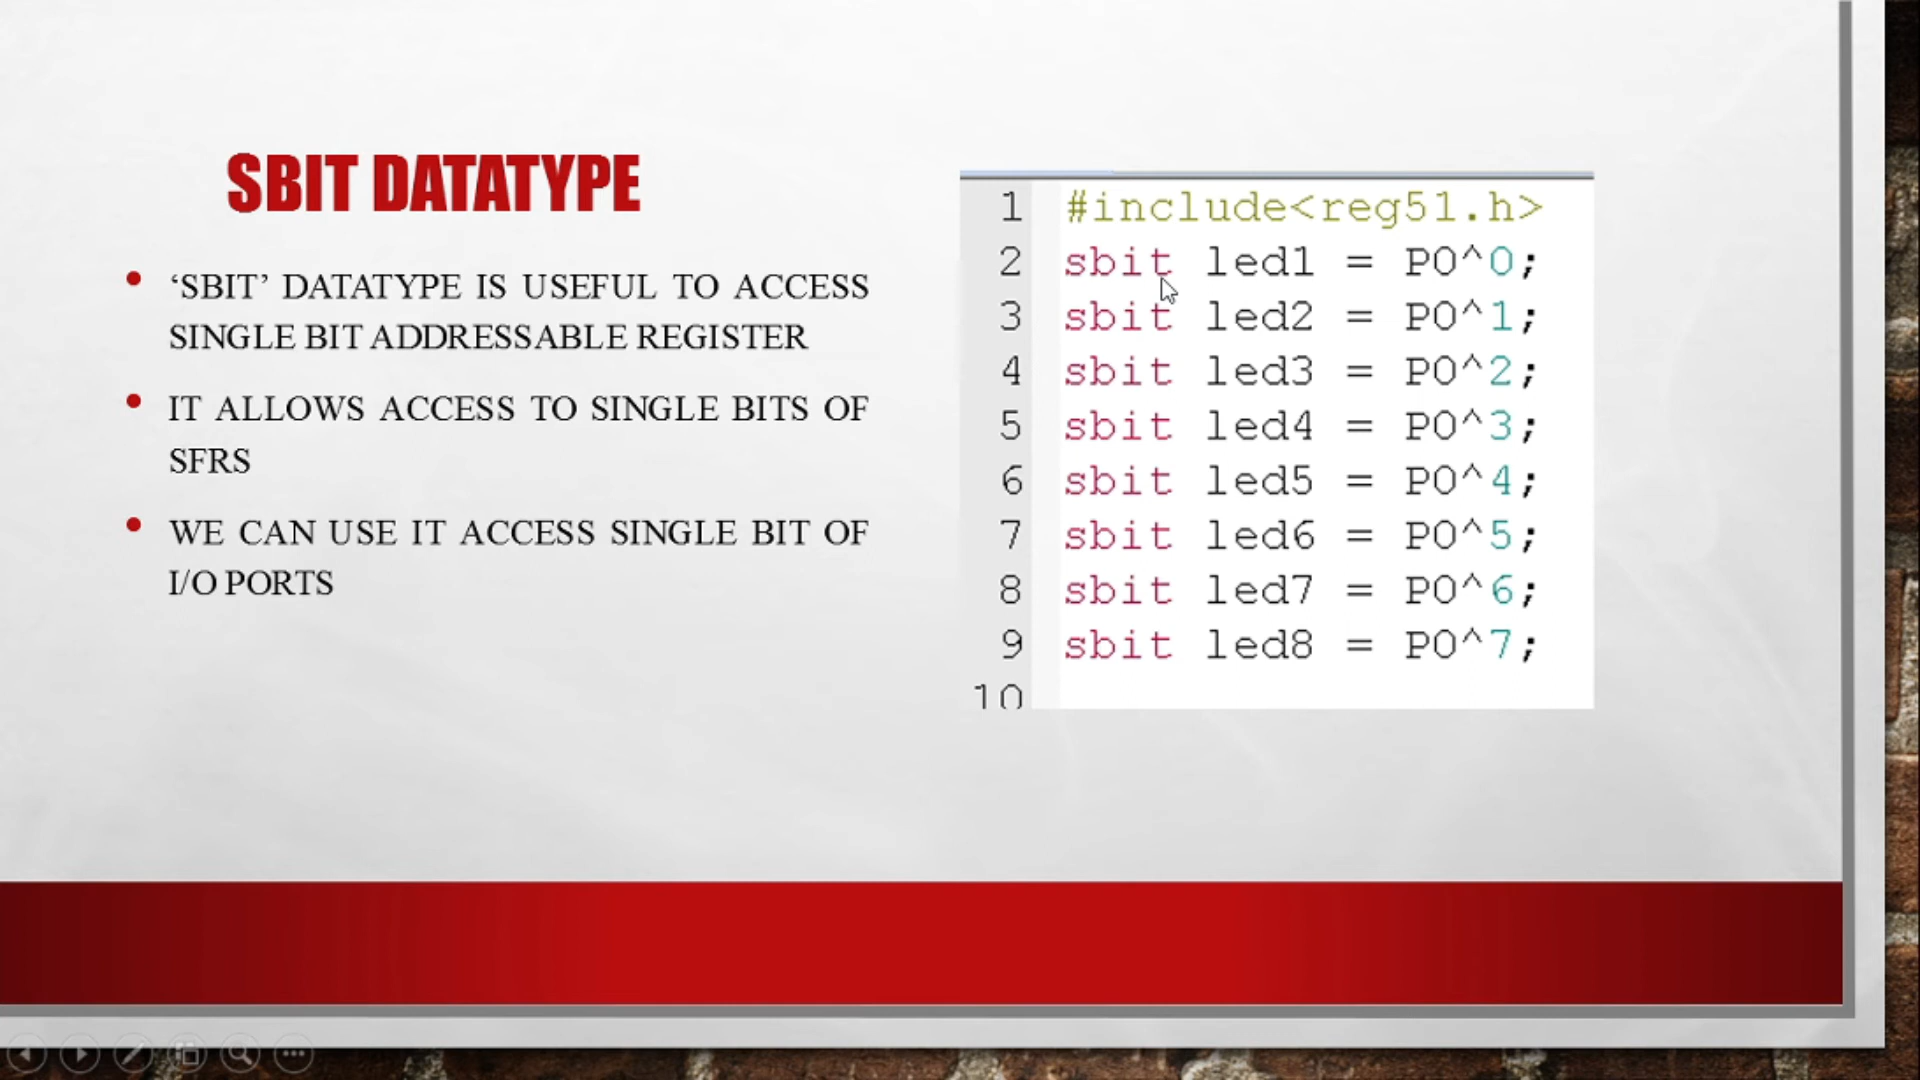 SBIT DATATYPE
‘SBIT’ DATATYPE IS USEFUL TO ACCESS
SINGLE BIT ADDRESSABLE REGISTER
IT ALLOWS ACCESS TO SINGLE BITS OF
SFRS
WE CAN USE IT ACCESS SINGLE BIT OF
I/O PORTS
1 #include<reg51.h>
2 sbit led1 = P0^0;
3 sbit led2 = P0^1;
4 sbit led3 = P0^2;
5 sbit led4 = P0^3;
6 sbit led5 = P0^4;
7 sbit led6 = P0^5;
8 sbit led7 = P0^6;
9 sbit led8 = P0^7;
10